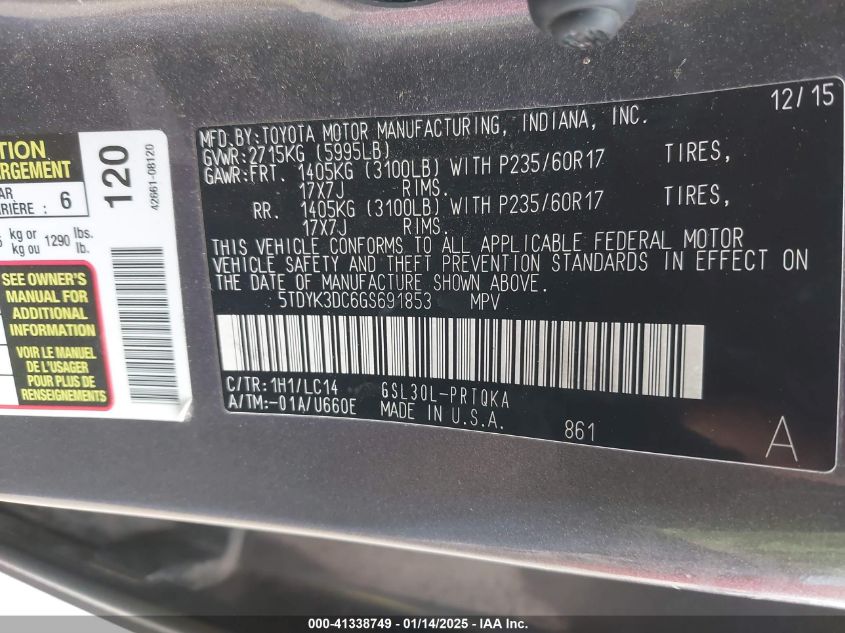 TION
ARGEMENT
AR
RIÈRE : 6
kg or 1290 lbs.
kg ou lb.
120
42661-08120
SEE OWNER'S
MANUAL FOR
ADDITIONAL
INFORMATION
VOIR LE MANUEL
DE L'USAGER
POUR PLUS DE
RENSEIGNEMENTS
12/15
MFD. BY: TOYOTA MOTOR MANUFACTURING, INDIANA, INC.
GVWR: 2715KG (5995LB)
GAWR: FRT. 1405KG (3100LB) WITH P235/60R17 TIRES,
17X7J RIMS.
RR. 1405KG (3100LB) WITH P235/60R17 TIRES,
17X7J RIMS.
THIS VEHICLE CONFORMS TO ALL APPLICABLE FEDERAL MOTOR
VEHICLE SAFETY AND THEFT PREVENTION STANDARDS IN EFFECT ON
THE DATE OF MANUFACTURE SHOWN ABOVE.
5TDYK3DC6GS691853 MPV
C/TR: 1H1/LC14 GSL30L-PRTQKA
A/TM: -01A/U660E MADE IN U.S.A.
861
A
000-41338749 - 01/14/2025 - IAA Inc.